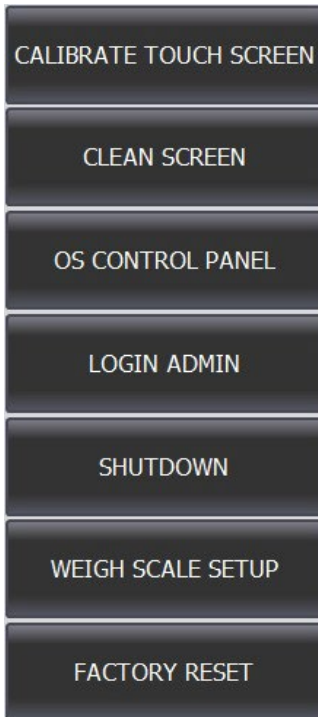 CALIBRATE TOUCH SCREEN
CLEAN SCREEN
OS CONTROL PANEL
LOGIN ADMIN
SHUTDOWN
WEIGH SCALE SETUP
FACTORY RESET